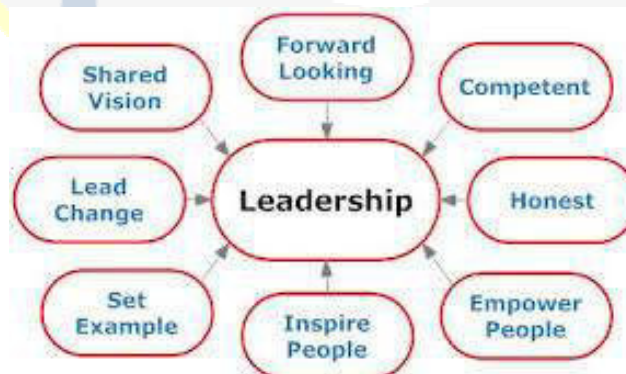 Forward
Looking
Shared
Vision
Competent
Lead
Change
Leadership
Honest
Set
Example
Inspire
People
Empower
People